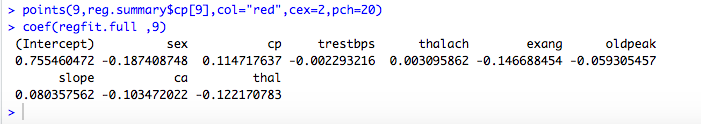 > points(9,reg.summary$cp[9],col="red",cex=2,pch=20)
> coef(regfit.full ,9)
 (Intercept)          sex           cp     trestbps      thalach        exang      oldpeak
 0.755460472 -0.187408748  0.114717637 -0.002293216  0.003095862 -0.146688454 -0.059305457
       slope           ca         thal
 0.080357562 -0.103472022 -0.122170783
>